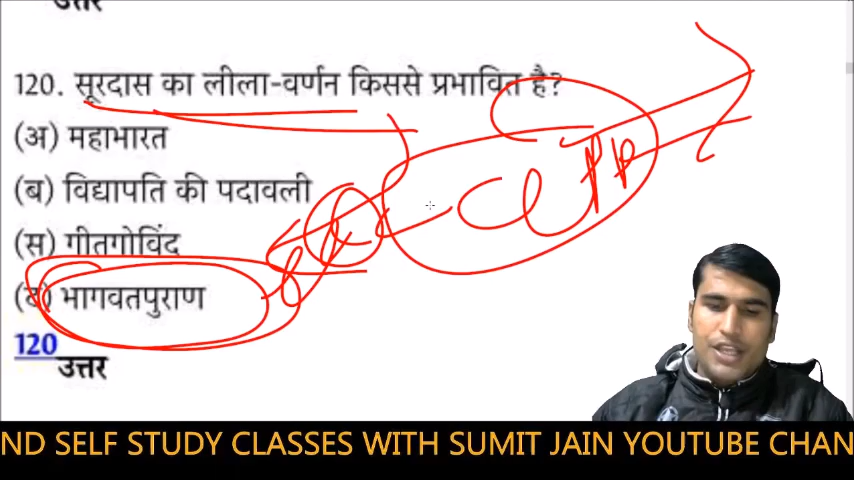 उत्तर
120. सूरदास का लीला-वर्णन किससे प्रभावित है?
(अ) महाभारत
(ब) विद्यापति की पदावली
(स) गीतगोविंद
(द) भागवतपुराण
120
उत्तर
ND SELF STUDY CLASSES WITH SUMIT JAIN YOUTUBE CHAN